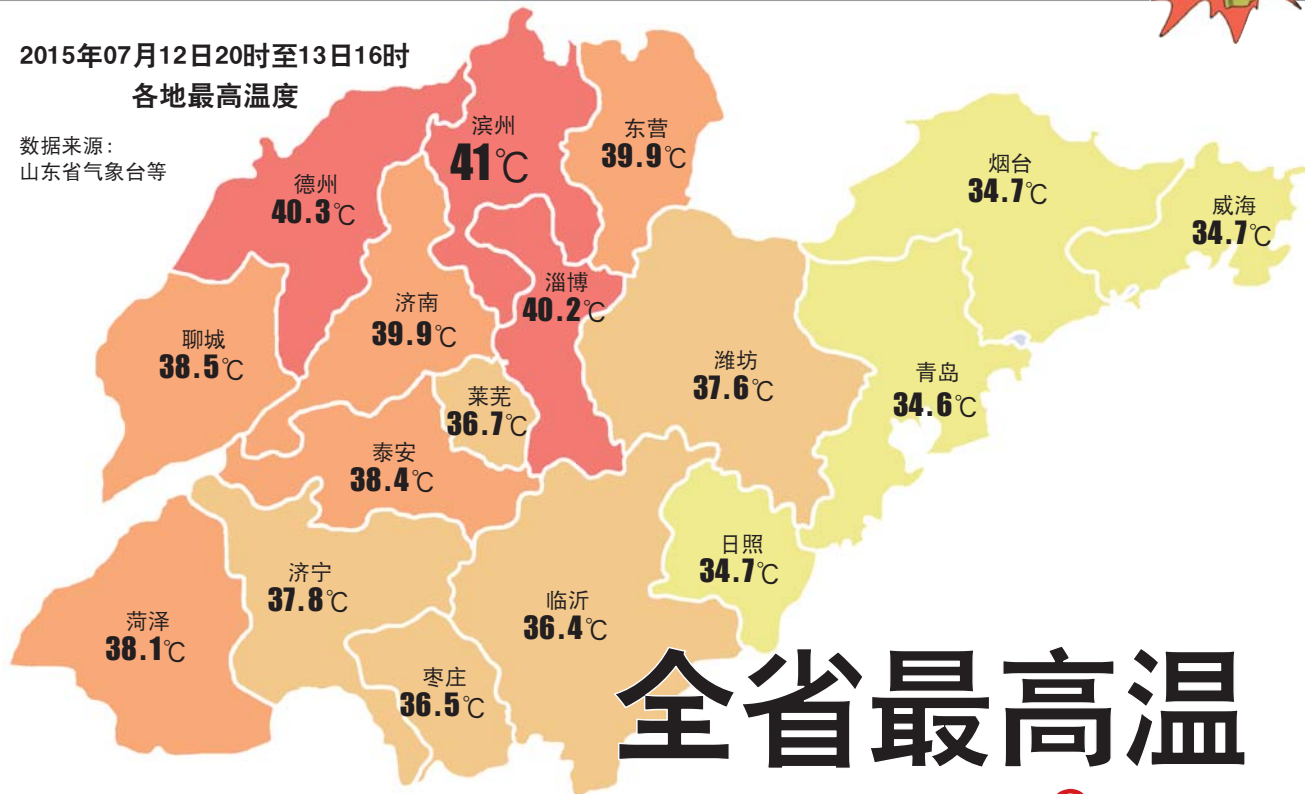 2015年07月12日20时至13日16时
各地最高温度
数据来源：
山东省气象台等
滨州
41℃
东营
39.9℃
德州
40.3℃
烟台
34.7℃
威海
34.7℃
淄博
40.2℃
济南
39.9℃
聊城
38.5℃
潍坊
37.6℃
青岛
34.6℃
莱芜
36.7℃
泰安
38.4℃
日照
34.7℃
济宁
37.8℃
临沂
36.4℃
菏泽
38.1℃
枣庄
36.5℃
全省最高温